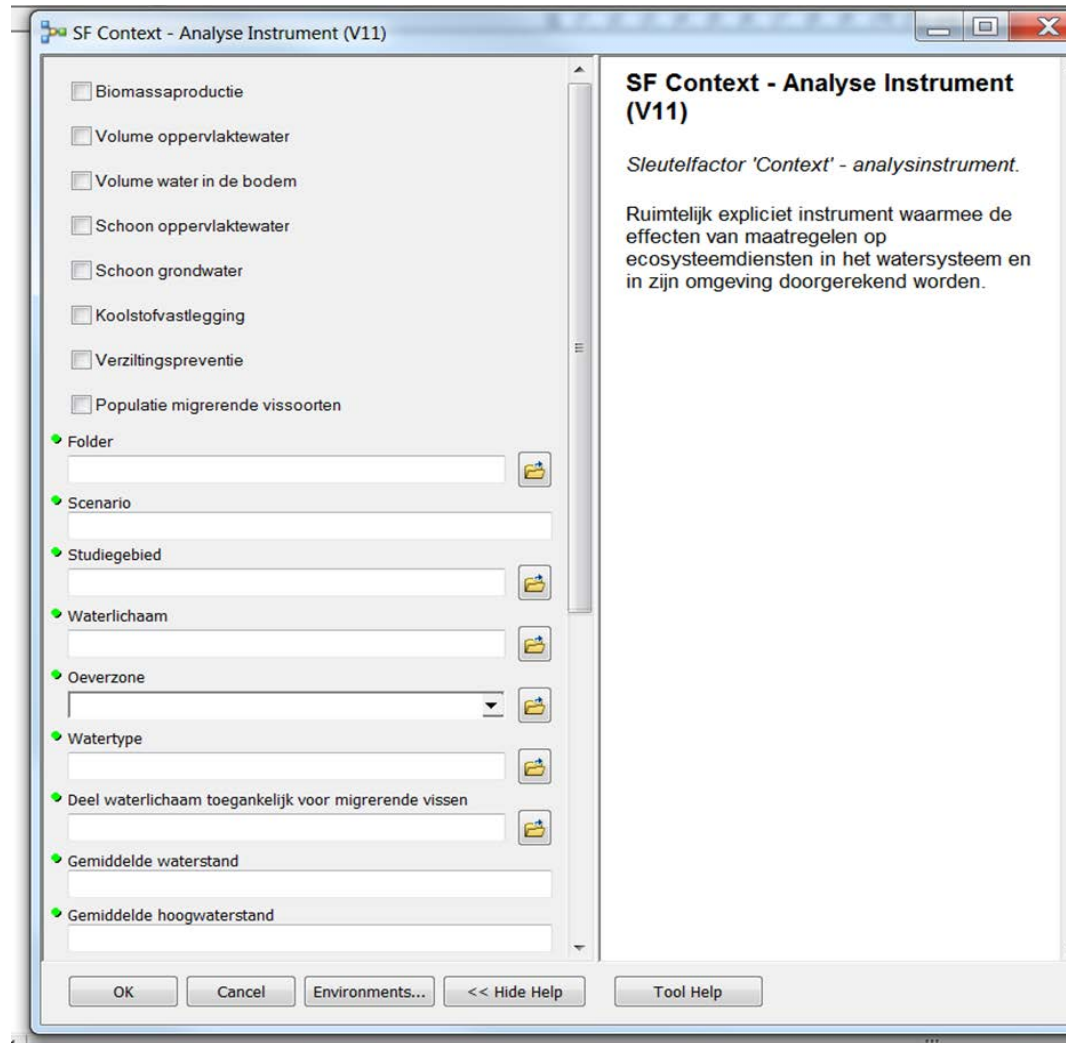 SF Context - Analyse Instrument (V11)
Biomassaproductie
Volume oppervlaktewater
Volume water in de bodem
Schoon oppervlaktewater
Schoon grondwater
Koolstofvastlegging
Verziltingspreventie
Populatie migrerende vissoorten
Folder
Scenario
Studiegebied
Waterlichaam
Oeverzone
Watertype
Deel waterlichaam toegankelijk voor migrerende vissen
Gemiddelde waterstand
Gemiddelde hoogwaterstand
SF Context - Analyse Instrument
(V11)
Sleutelfactor 'Context' - analysinstrument.
Ruimtelijk expliciet instrument waarmee de
effecten van maatregelen op
ecosysteemdiensten in het watersysteem en
in zijn omgeving doorgerekend worden.
OK
Cancel
Environments...
<< Hide Help
Tool Help